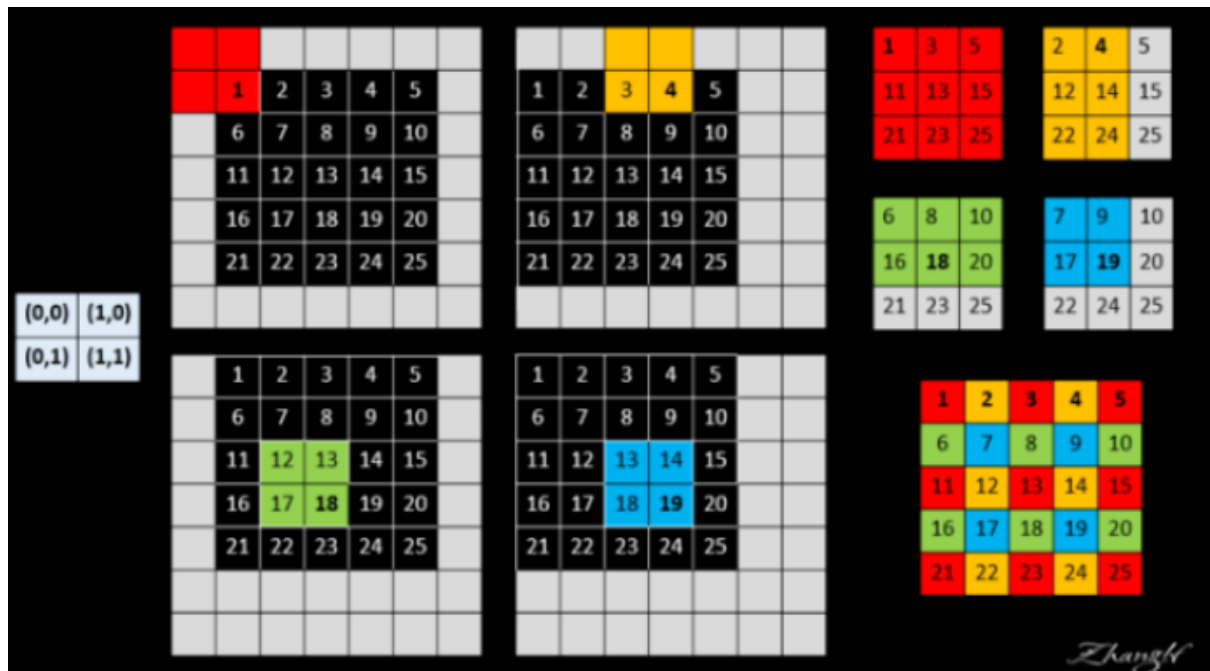 1 2 3 4 5
6 7 8 9 10
11 12 13 14 15
16 17 18 19 20
21 22 23 24 25
1 2 3 4 5
6 7 8 9 10
11 12 13 14 15
16 17 18 19 20
21 22 23 24 25
1 3 5
11 13 15
21 23 25
2 4 5
12 14 15
22 24 25
6 8 10
16 18 20
21 23 25
7 9 10
17 19 20
22 24 25
(0,0) (1,0)
(0,1) (1,1)
1 2 3 4 5
6 7 8 9 10
11 12 13 14 15
16 17 18 19 20
21 22 23 24 25
1 2 3 4 5
6 7 8 9 10
11 12 13 14 15
16 17 18 19 20
21 22 23 24 25
1 2 3 4 5
6 7 8 9 10
11 12 13 14 15
16 17 18 19 20
21 22 23 24 25